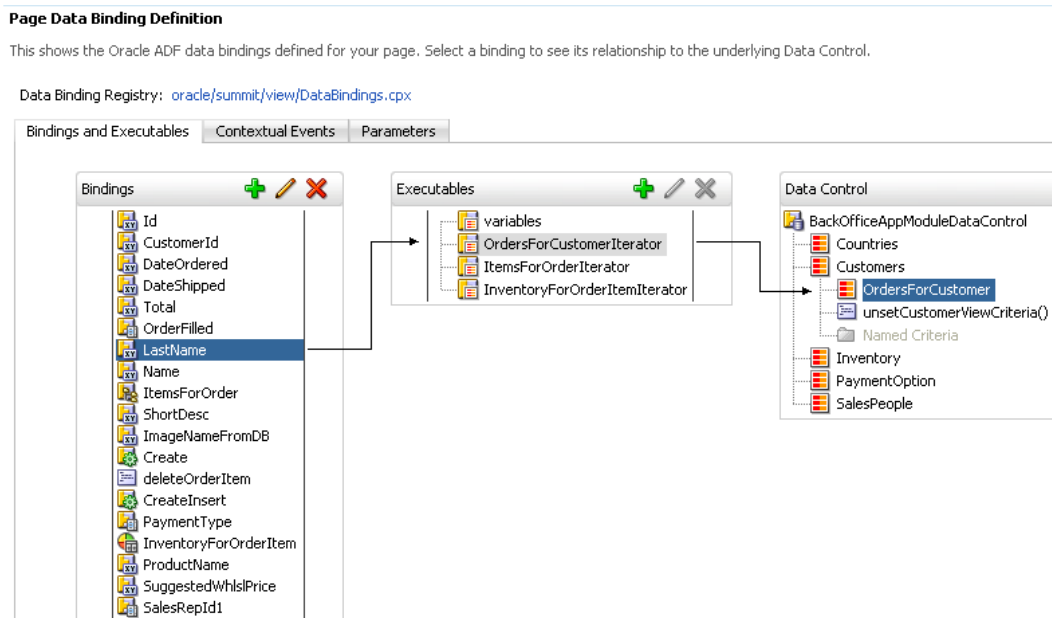 Page Data Binding Definition
This shows the Oracle ADF data bindings defined for your page. Select a binding to see its relationship to the underlying Data Control.
Data Binding Registry: oracle/summit/view/DataBindings.cpx
Bindings and Executables Contextual Events Parameters
Bindings
Id
CustomerId
DateOrdered
DateShipped
Total
OrderFilled
LastName
Name
ItemsForOrder
ShortDesc
ImageNameFromDB
Create
deleteOrderItem
CreateInsert
PaymentType
InventoryForOrderItem
ProductName
SuggestedWhlslPrice
SalesRepId1
Executables
variables
OrdersForCustomerIterator
ItemsForOrderIterator
InventoryForOrderItemIterator
Data Control
BackOfficeAppModuleDataControl
Countries
Customers
OrdersForCustomer
unsetCustomerViewCriteria()
Named Criteria
Inventory
PaymentOption
SalesPeople